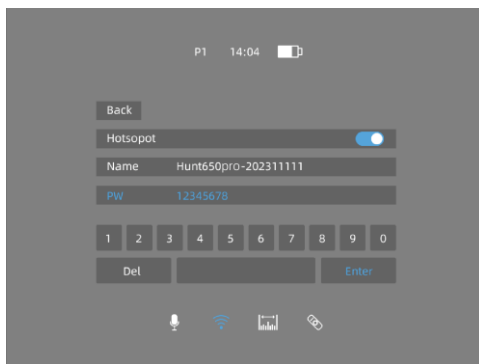 P1 14:04
Back
Hotsopot
Name Hunt650pro-202311111
PW 12345678
1 2 3 4 5 6 7 8 9 0
Del Enter